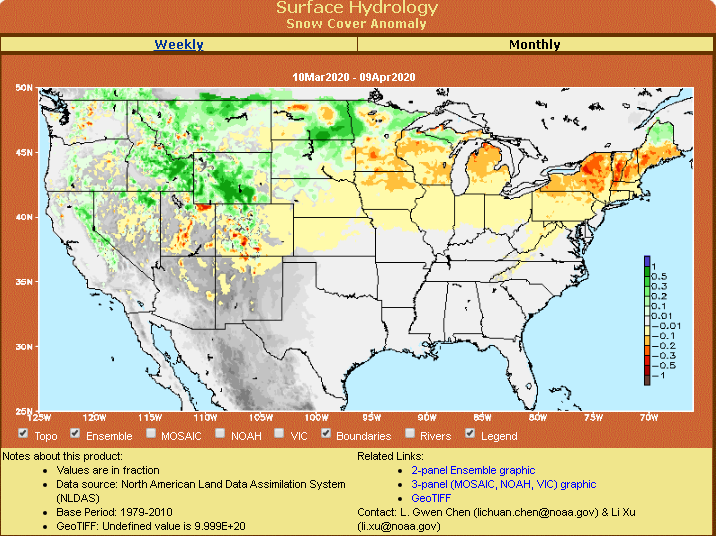 Surface Hydrology
Snow Cover Anomaly
Weekly Monthly
10Mar2020 - 09Apr2020
50N
45N
40N
35N
30N
25N
1
0.5
0.3
0.2
0.1
0.01
-0.01
-0.1
-0.2
-0.3
-0.5
-1
125W 120W 115W 110W 105W 100W 95W 90W 85W 80W 75W 70W
Topo Ensemble MOSAIC NOAH VIC Boundaries Rivers Legend
Notes about this product:
• Values are in fraction
• Data source: North American Land Data Assimilation System
(NLDAS)
• Base Period: 1979-2010
• GeoTIFF: Undefined value is 9.999E+20
Related Links:
• 2-panel Ensemble graphic
• 3-panel (MOSAIC, NOAH, VIC) graphic
• GeoTIFF
Contact: L. Gwen Chen (lichuan.chen@noaa.gov) & Li Xu
(li.xu@noaa.gov)